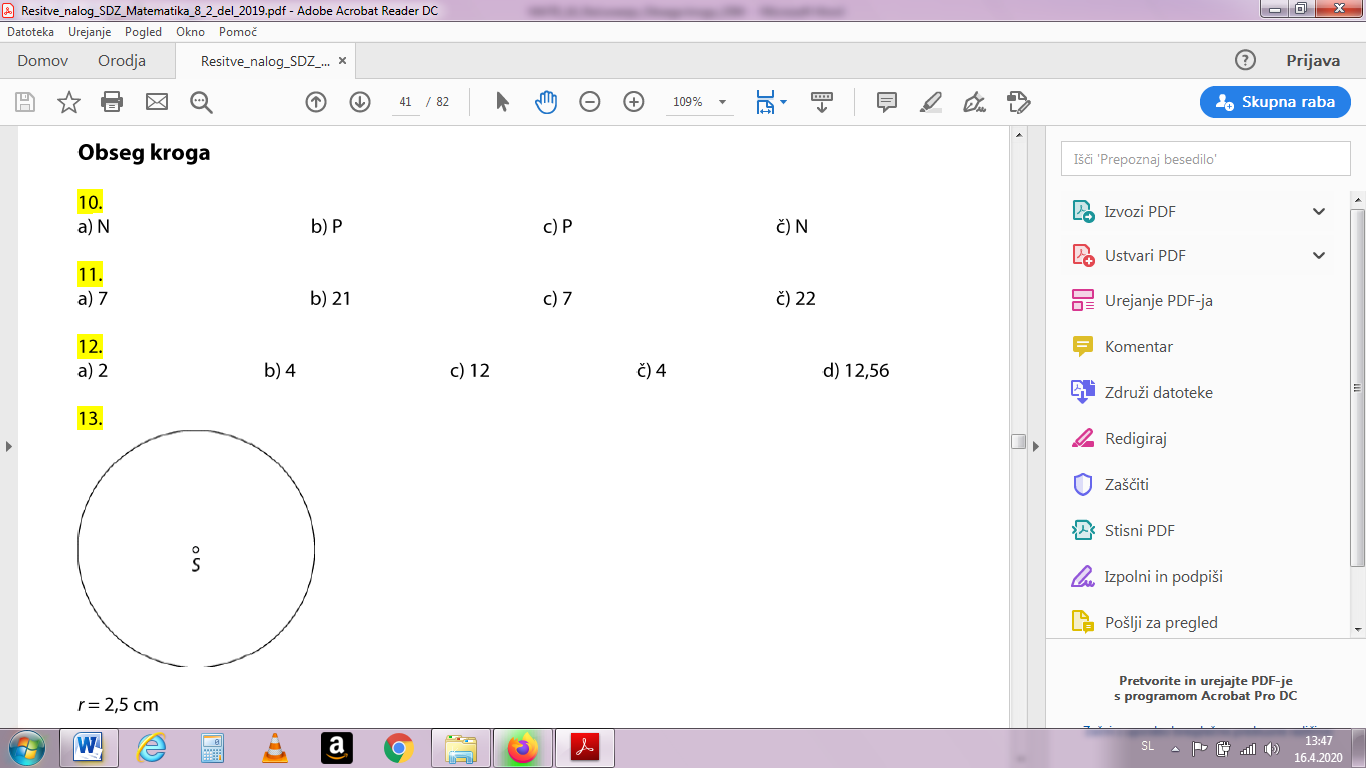 Resitve_nalog_SDZ_Matematika_8_2_del_2019.pdf - Adobe Acrobat Reader DC
Datoteka Urejanje Pogled Okno Pomoč
Domov Orodja Resitve_nalog_SDZ_... × Prijava
41 / 82 109% Skupna raba
Obseg kroga
10.
a) N b) P c) P č) N
11.
a) 7 b) 21 c) 7 č) 22
12.
a) 2 b) 4 c) 12 č) 4 d) 12,56
13.
S
r = 2,5 cm
Išči 'Prepoznaj besedilo'
Izvozi PDF
Ustvari PDF
Urejanje PDF-ja
Komentar
Združi datoteke
Redigiraj
Zaščiti
Stisni PDF
Izpolni in podpiši
Pošlji za pregled
Pretvorite in urejajte PDF-je
s programom Acrobat Pro DC
SL 13:47
16.4.2020